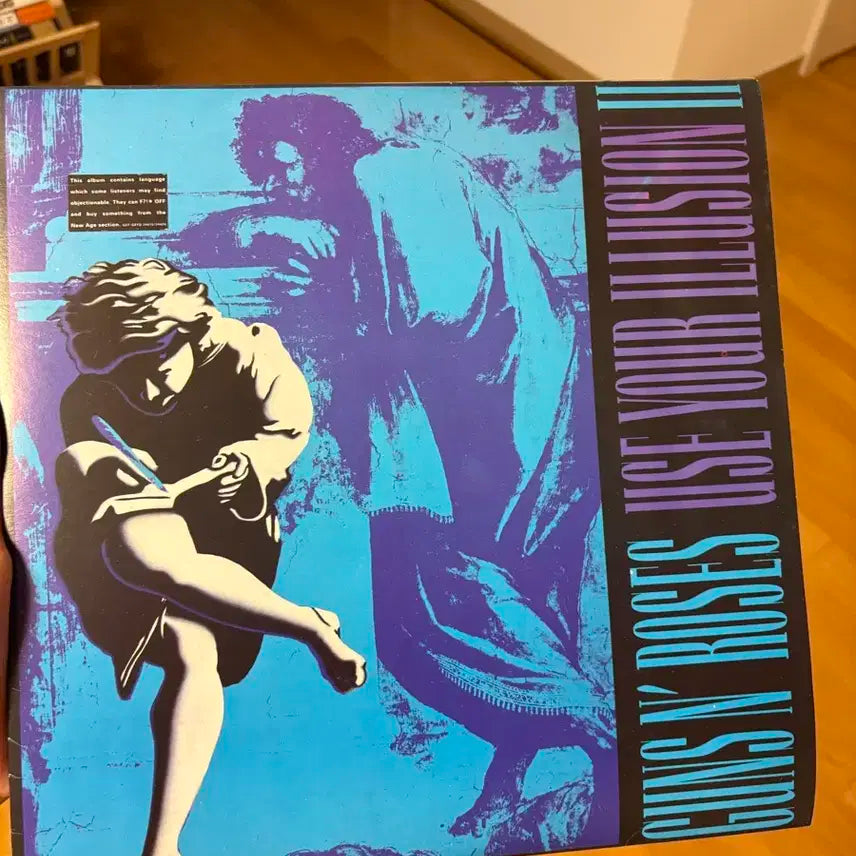 This album contains language
which some listeners may find
objectionable. They can F?!* OFF
and buy something from the
New Age section.
GUNS N' ROSES USE YOUR ILLUSION II